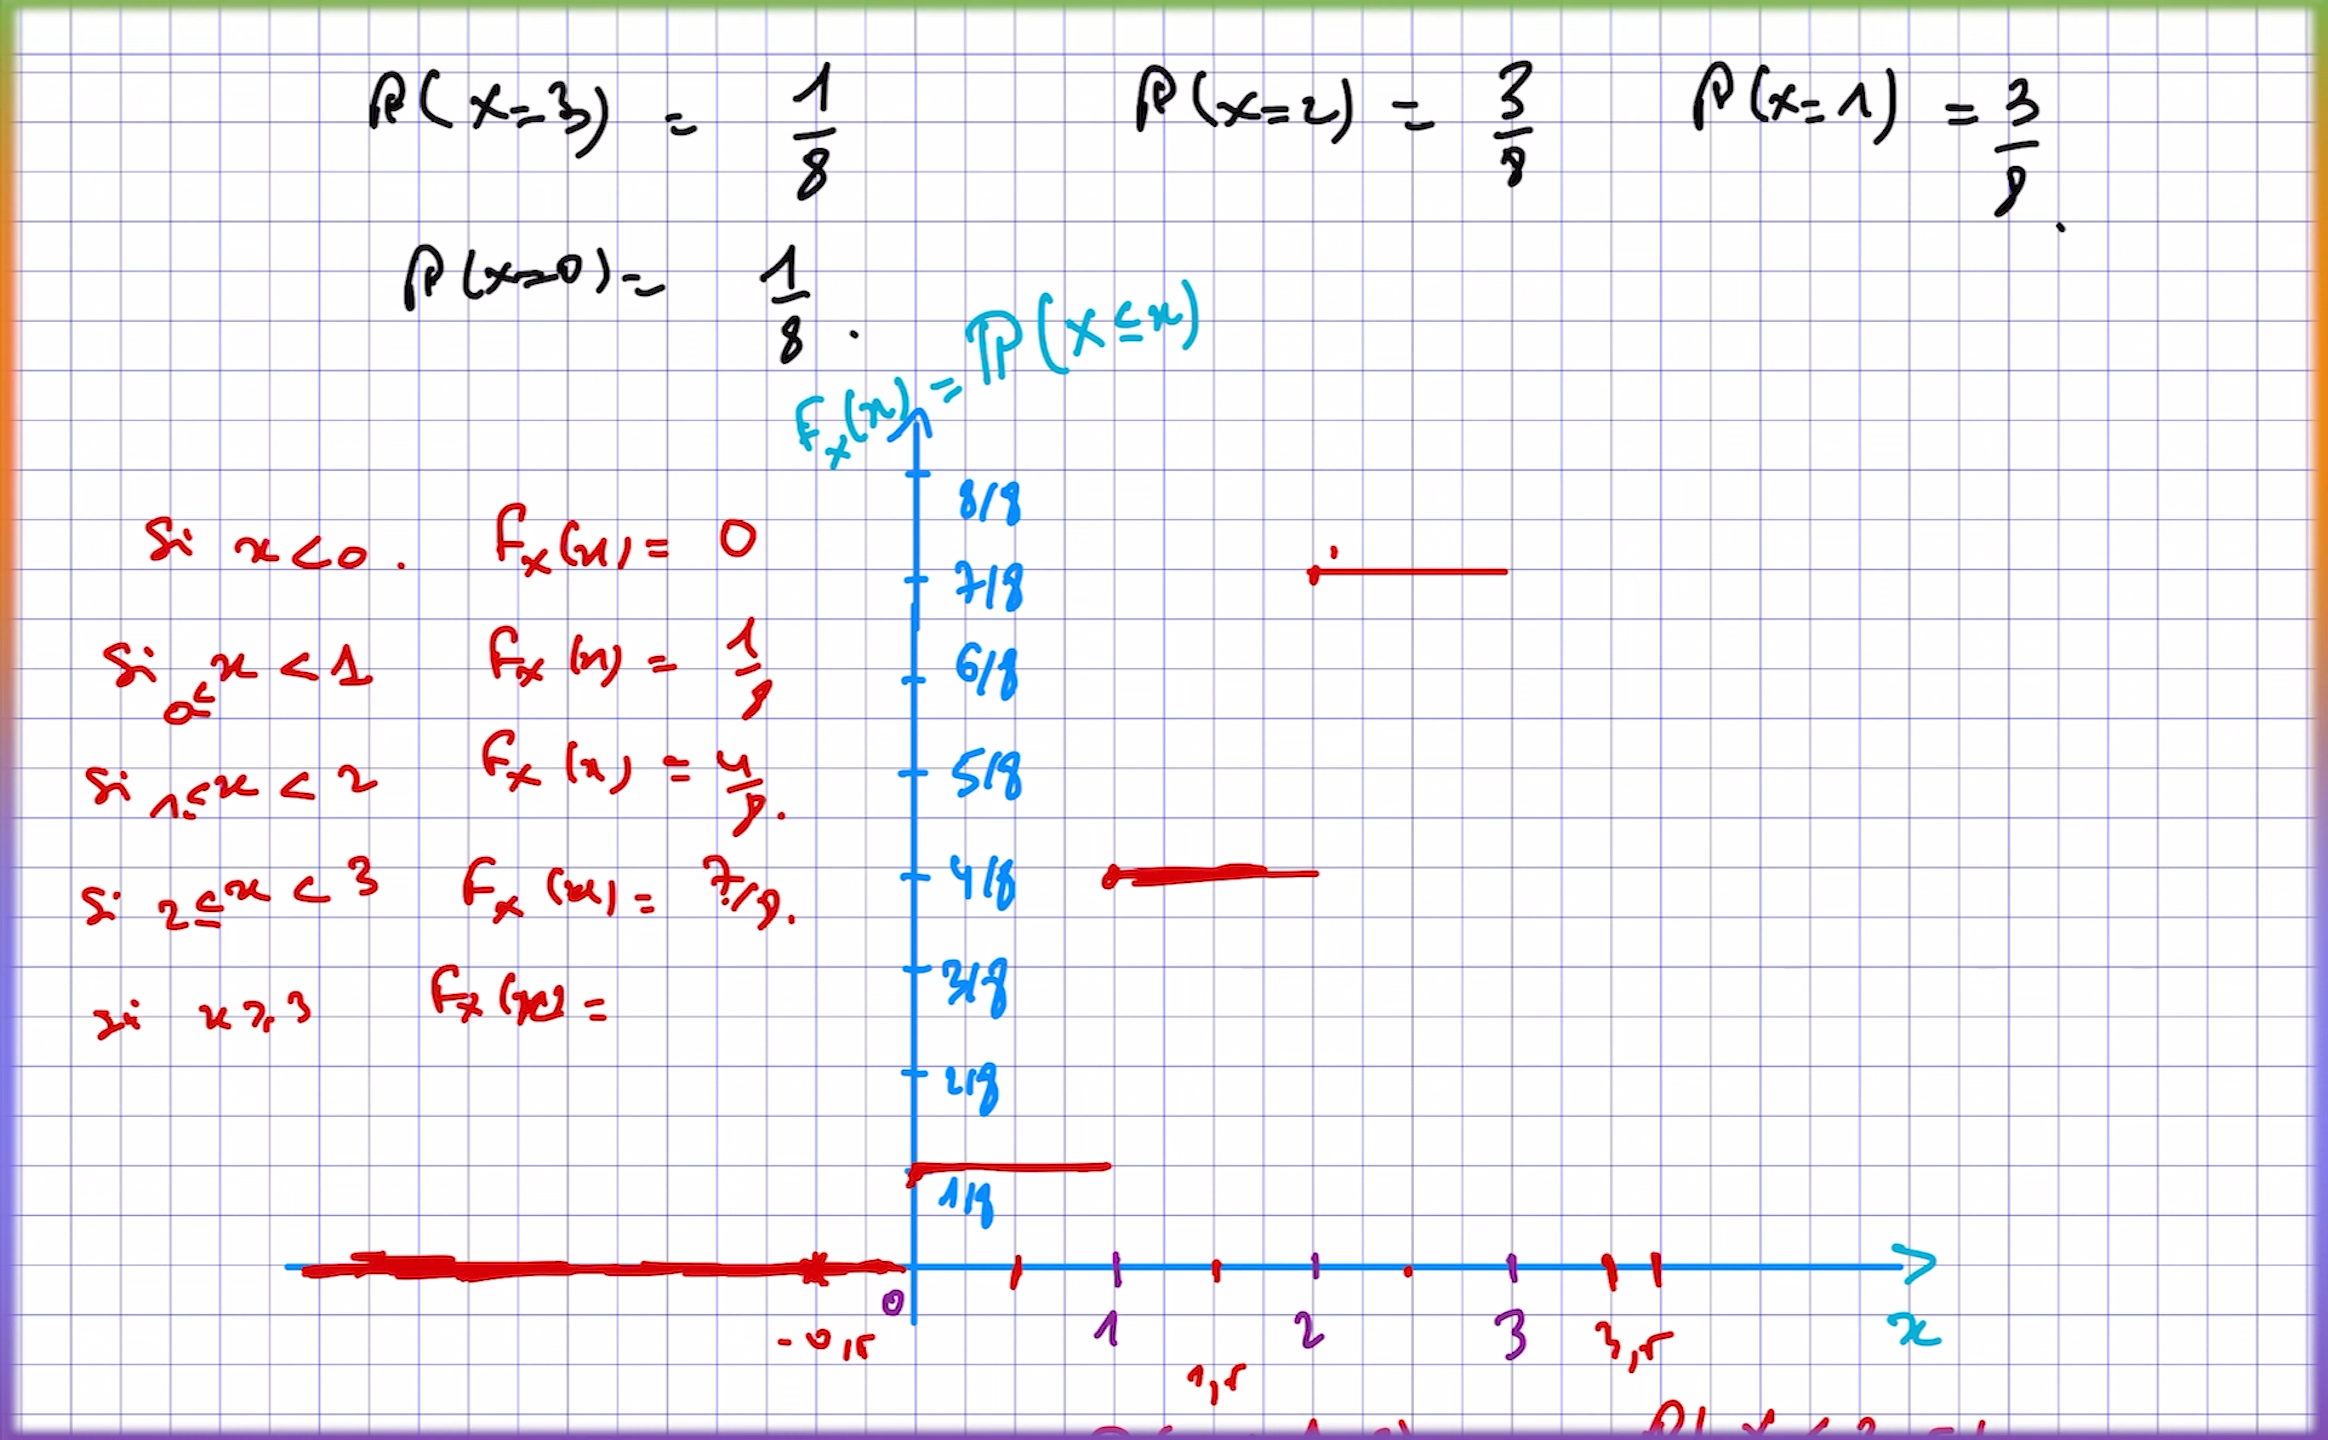 P(X=3) = 1/8 P(X=2) = 3/8 P(X=1) = 3/8.
P(X=0) = 1/8.
F_X(x) = P(X≤x)
Si x<0. F_X(x) = 0
Si 0≤x<1 F_X(x) = 1/8
Si 1≤x<2 F_X(x) = 4/8.
Si 2≤x<3 F_X(x) = 7/8.
si x≥3 F_X(x) =
8/8
7/8
6/8
5/8
4/8
3/8
2/8
1/8
-0,5 0 1 1,5 2 3 3,5 x